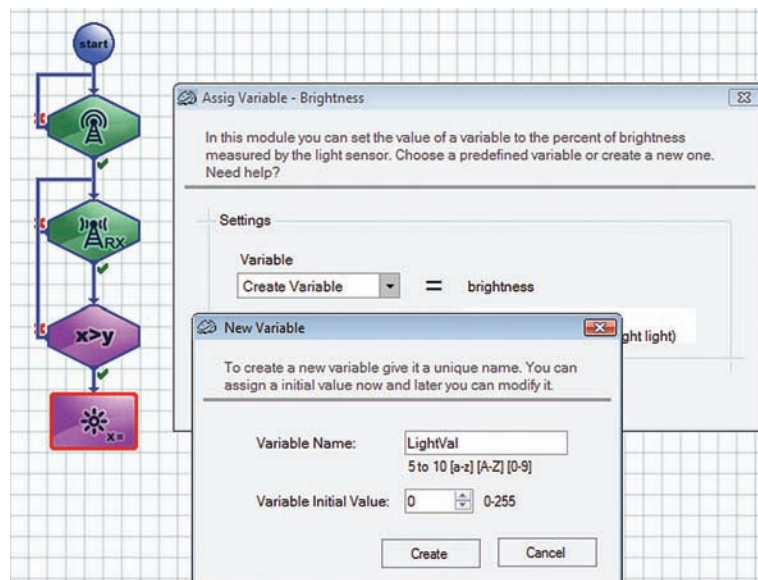 start
RX
x>y
x=
Assig Variable - Brightness
In this module you can set the value of a variable to the percent of brightness
measured by the light sensor. Choose a predefined variable or create a new one.
Need help?
Settings
Variable
Create Variable = brightness
ght light)
New Variable
To create a new variable give it a unique name. You can
assign a initial value now and later you can modify it.
Variable Name: LightVal
5 to 10 [a-z] [A-Z] [0-9]
Variable Initial Value: 0 0-255
Create Cancel